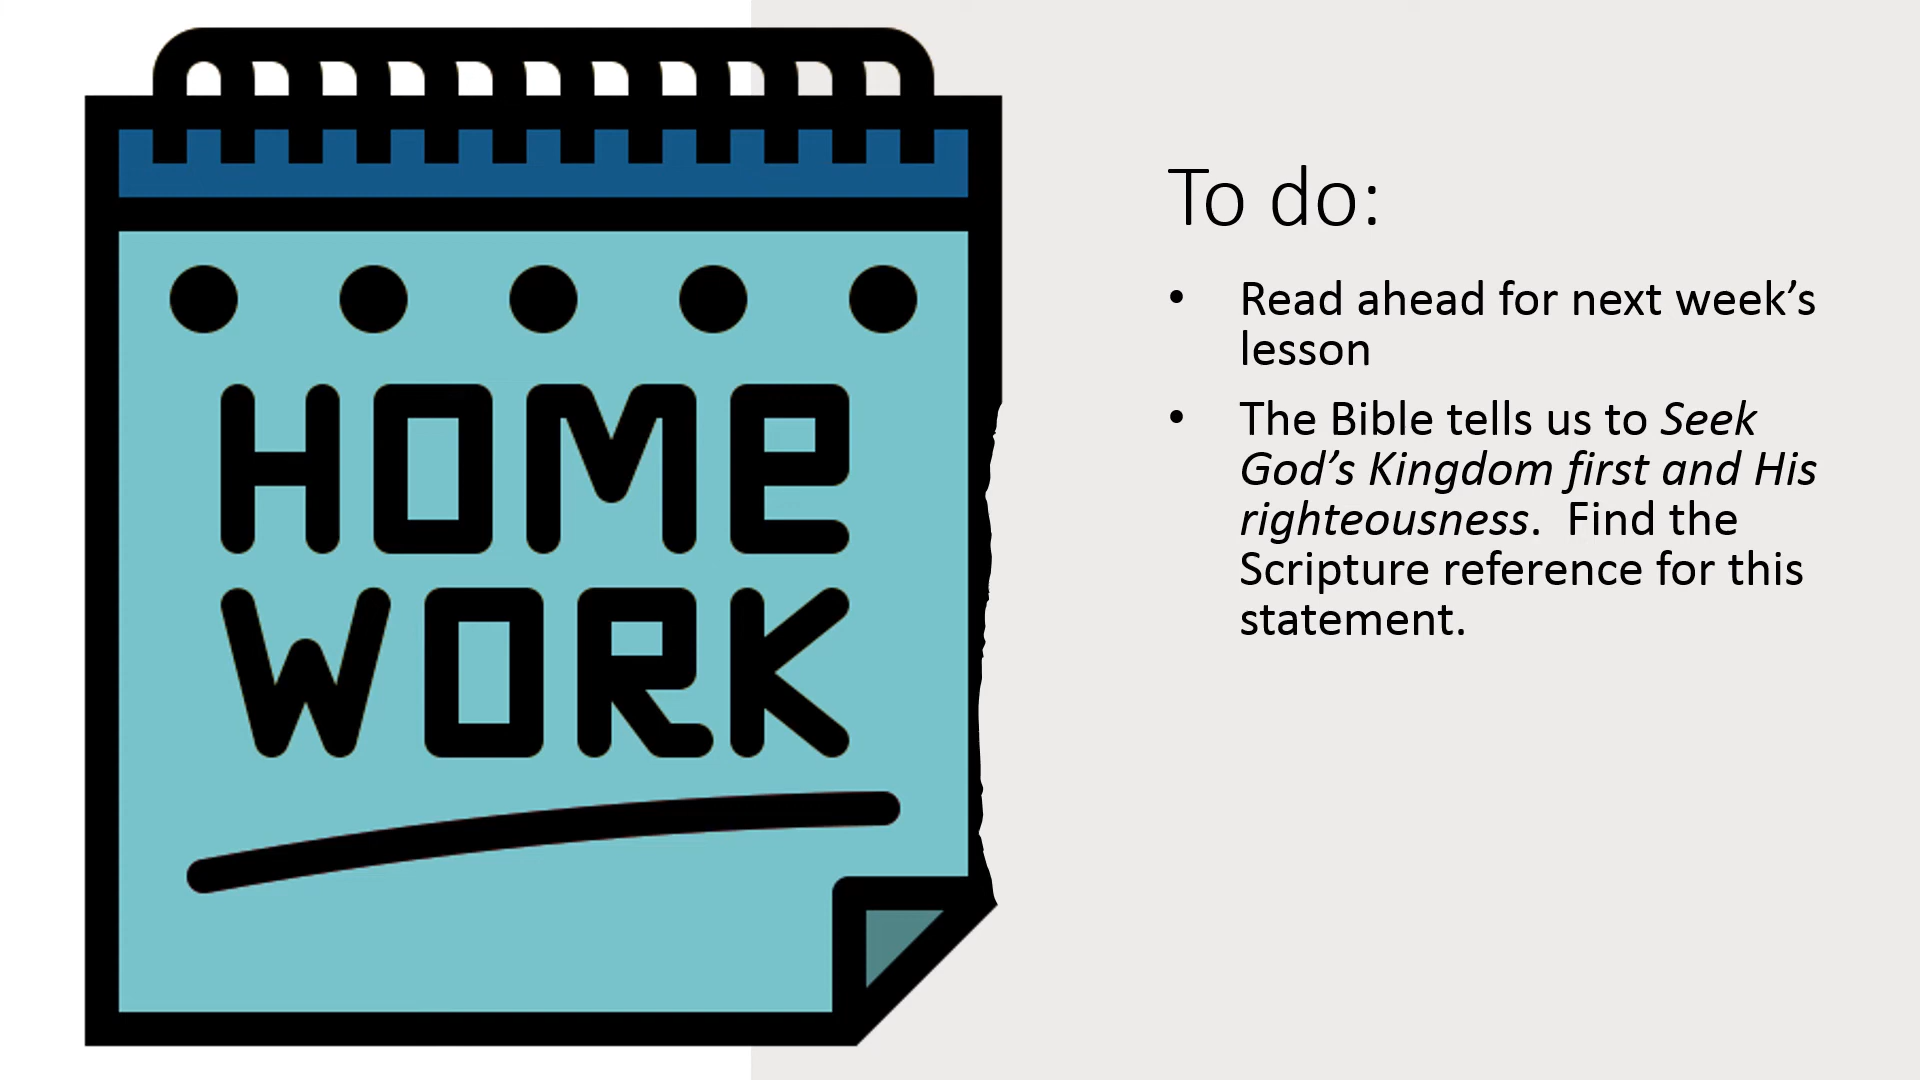 HOME
WORK
To do:
• Read ahead for next week’s
lesson
• The Bible tells us to Seek
God’s Kingdom first and His
righteousness.  Find the
Scripture reference for this
statement.